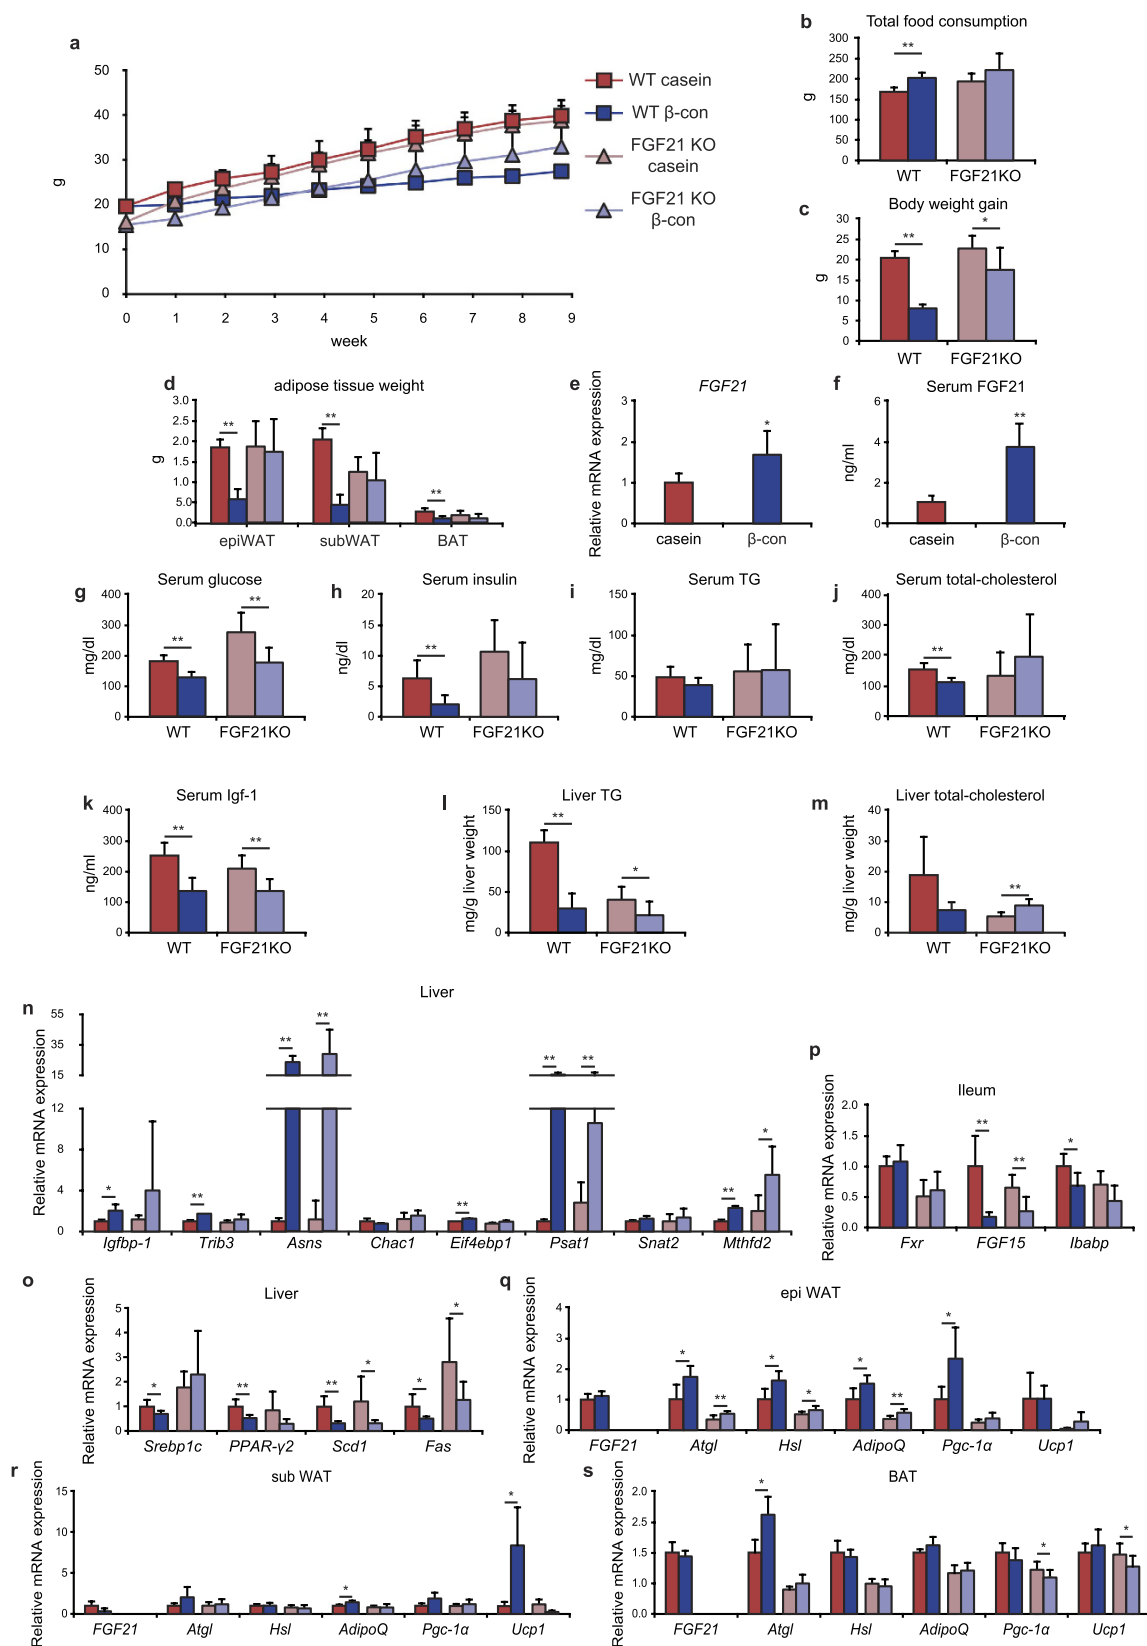 a
50
40
30
20
10
0
g
0 1 2 3 4 5 6 7 8 9
week
WT casein
WT β-con
FGF21 KO
casein
FGF21 KO
β-con
b
Total food consumption
300
250
200
150
100
50
0
g
**
WT FGF21KO
c
Body weight gain
30
25
20
15
10
5
0
g
** *
WT FGF21KO
d
adipose tissue weight
3.0
2.5
2.0
1.5
1.0
5.0
0.0
g
** ** **
epiWAT subWAT BAT
e
FGF21
Relative mRNA expression
3
2
1
0
*
casein β-con
f
Serum FGF21
ng/ml
6
4
2
0
**
casein β-con
g
Serum glucose
mg/dl
400
300
200
100
0
** **
WT FGF21KO
h
Serum insulin
ng/dl
20
15
10
5
0
**
WT FGF21KO
i
Serum TG
mg/dl
150
100
50
0
WT FGF21KO
j
Serum total-cholesterol
mg/dl
400
300
200
100
0
**
WT FGF21KO
k
Serum Igf-1
ng/ml
400
300
200
100
0
** **
WT FGF21KO
l
Liver TG
mg/g liver weight
150
100
50
0
** *
WT FGF21KO
m
Liver total-cholesterol
mg/g liver weight
40
30
20
10
0
**
WT FGF21KO
n
Liver
Relative mRNA expression
55
35
15
12
8
4
0
* ** ** ** ** ** ** ** *
Igfbp-1 Trib3 Asns Chac1 Eif4ebp1 Psat1 Snat2 Mthfd2
p
Ileum
Relative mRNA expression
2.0
1.5
1.0
0.5
0.0
** ** *
Fxr FGF15 Ibabp
o
Liver
Relative mRNA expression
5
4
3
2
1
0
* ** ** * * *
Srebp1c PPAR-γ2 Scd1 Fas
q
epi WAT
Relative mRNA expression
4
3
2
1
0
* ** * * * ** *
FGF21 Atgl Hsl AdipoQ Pgc-1α Ucp1
r
sub WAT
Relative mRNA expression
15
10
5
0
* *
FGF21 Atgl Hsl AdipoQ Pgc-1α Ucp1
s
BAT
Relative mRNA expression
2.0
2.5
1.5
1.0
0.0
* * *
FGF21 Atgl Hsl AdipoQ Pgc-1α Ucp1